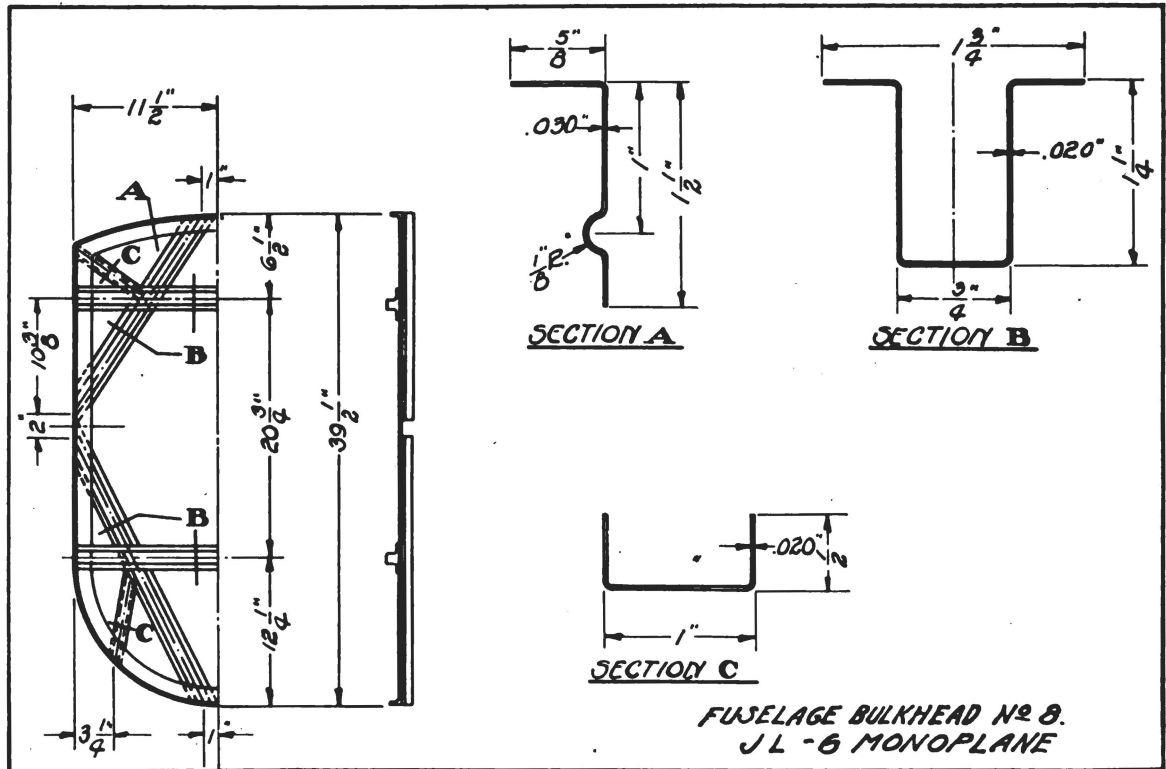 11 1/2"
1"
A
C
6 1/2"
10 3/8"
B
2"
20 3/4"
39 1/2"
B
12 1/4"
C
3 1/4"
1"
5/8"
.030"
1"
1 1/2"
1/8"R.
SECTION A
1 3/4"
.020"
1 1/4"
3/4"
SECTION B
.020"
1/2
1"
SECTION C
FUSELAGE BULKHEAD Nº 8.
JL-6 MONOPLANE